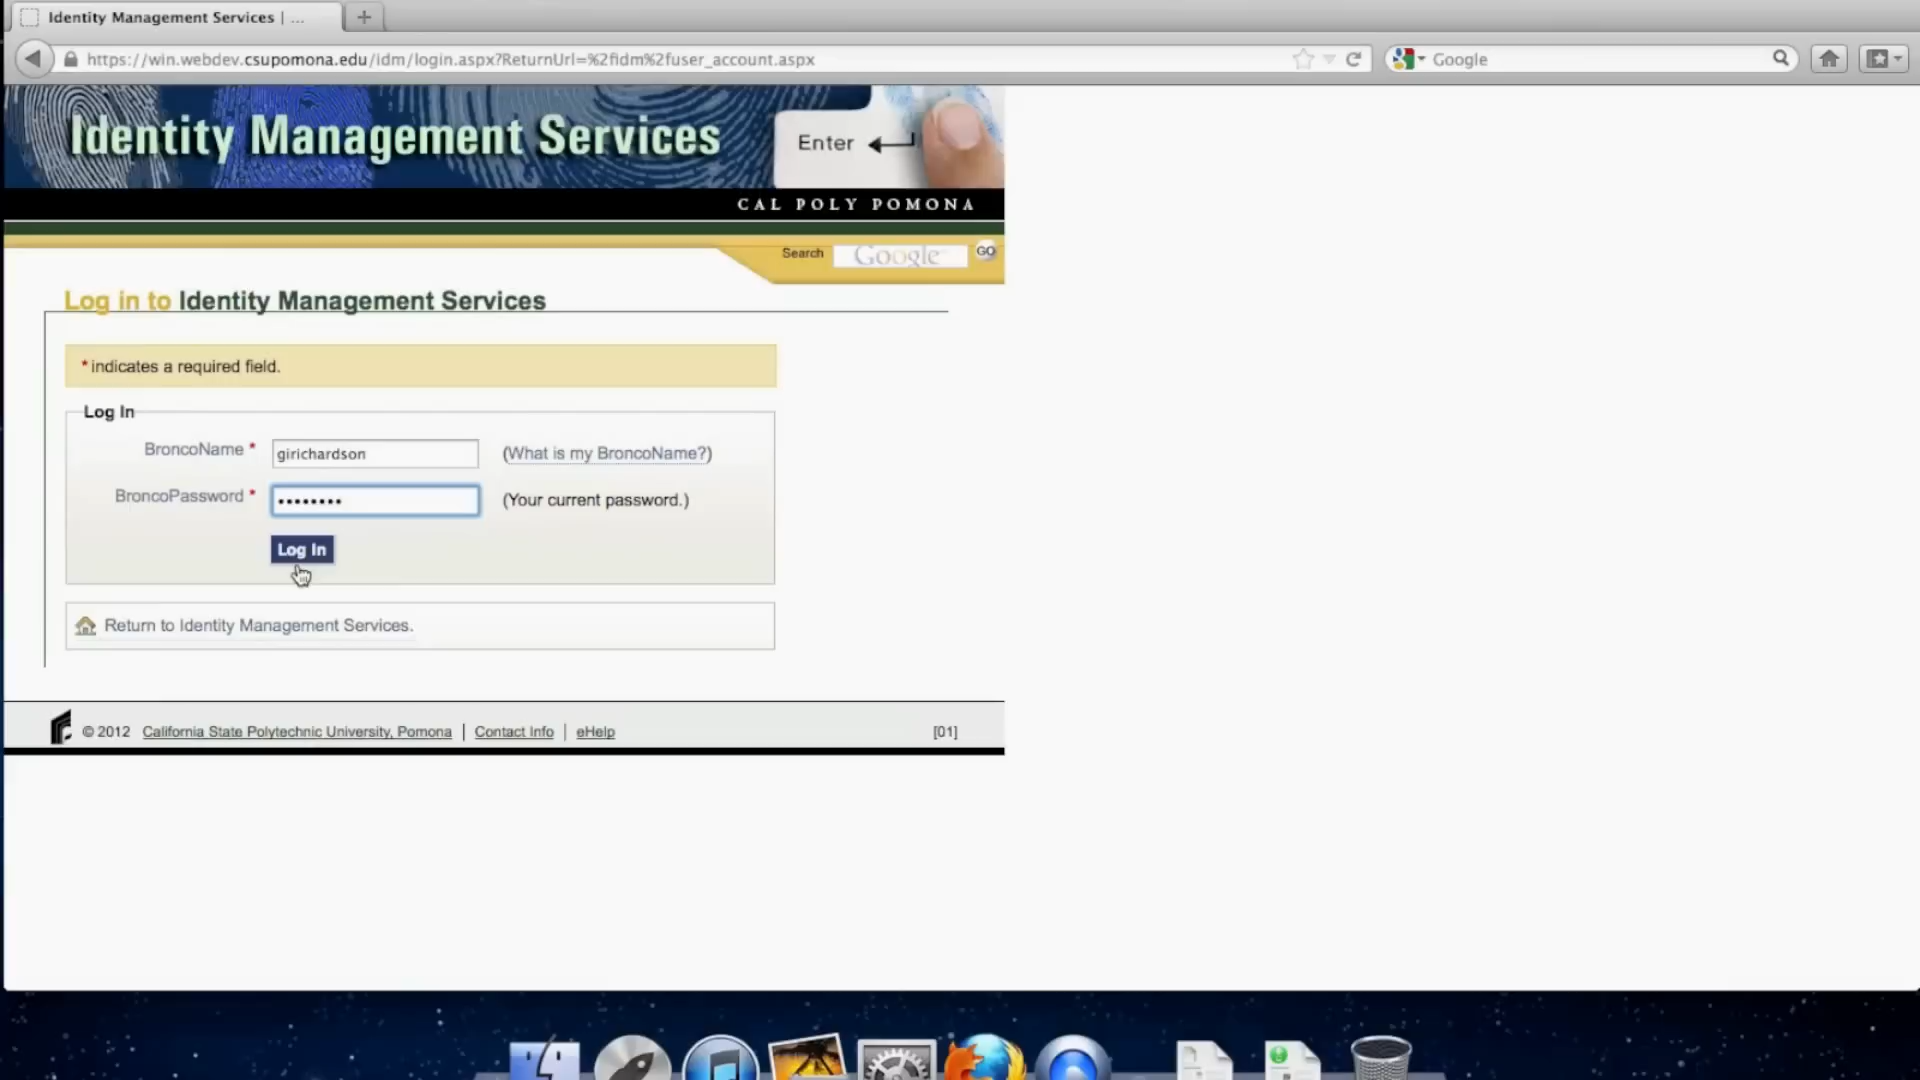 Identity Management Services | ...
https://win.webdev.csupomona.edu/idm/login.aspx?ReturnUrl=%2fidm%2fuser_account.aspx
Google
Identity Management Services
Enter
CAL POLY POMONA
Search Google GO
Log in to Identity Management Services
* indicates a required field.
Log In
BroncoName * girichardson (What is my BroncoName?)
BroncoPassword * •••••••• (Your current password.)
Log In
Return to Identity Management Services.
© 2012 California State Polytechnic University, Pomona | Contact Info | eHelp [01]